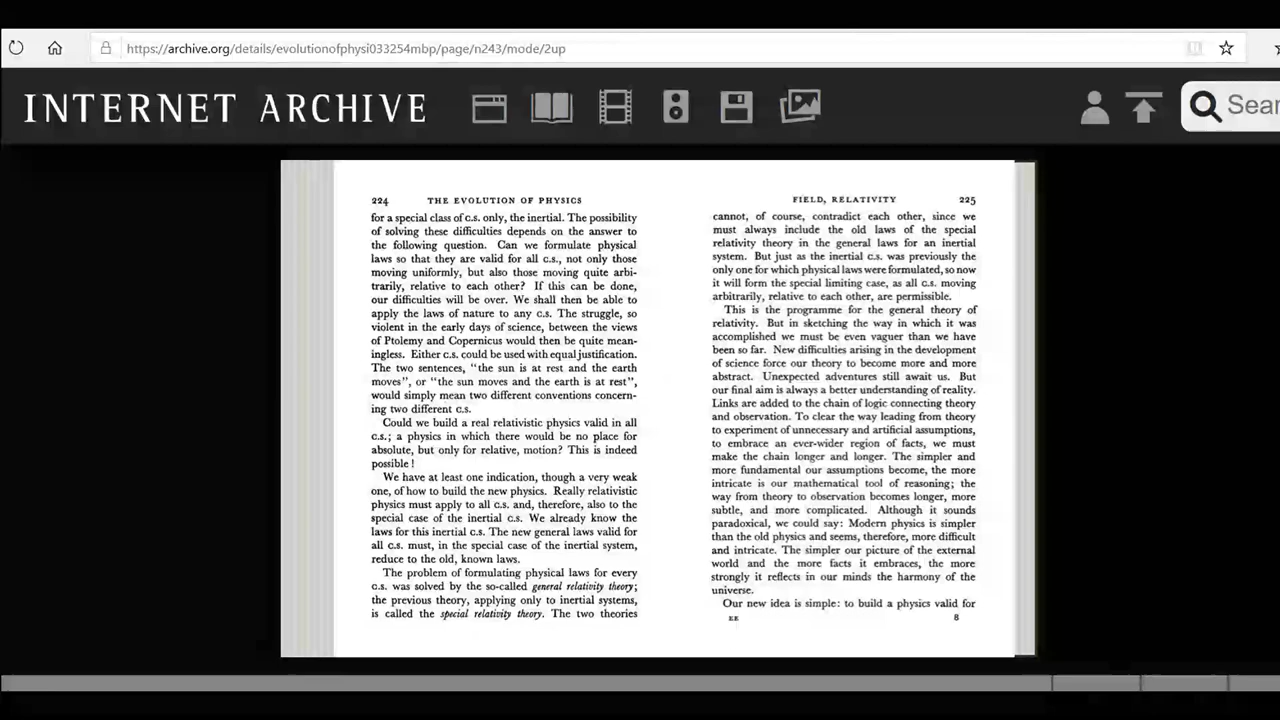 https://archive.org/details/evolutionofphysi033254mbp/page/n243/mode/2up
INTERNET ARCHIVE
Sear
224 THE EVOLUTION OF PHYSICS
for a special class of c.s. only, the inertial. The possibility
of solving these difficulties depends on the answer to
the following question. Can we formulate physical
laws so that they are valid for all c.s., not only those
moving uniformly, but also those moving quite arbi-
trarily, relative to each other? If this can be done,
our difficulties will be over. We shall then be able to
apply the laws of nature to any c.s. The struggle, so
violent in the early days of science, between the views
of Ptolemy and Copernicus would then be quite mean-
ingless. Either c.s. could be used with equal justification.
The two sentences, "the sun is at rest and the earth
moves", or "the sun moves and the earth is at rest",
would simply mean two different conventions concern-
ing two different c.s.
Could we build a real relativistic physics valid in all
c.s.; a physics in which there would be no place for
absolute, but only for relative, motion? This is indeed
possible!
We have at least one indication, though a very weak
one, of how to build the new physics. Really relativistic
physics must apply to all c.s. and, therefore, also to the
special case of the inertial c.s. We already know the
laws for this inertial c.s. The new general laws valid for
all c.s. must, in the special case of the inertial system,
reduce to the old, known laws.
The problem of formulating physical laws for every
c.s. was solved by the so-called general relativity theory;
the previous theory, applying only to inertial systems,
is called the special relativity theory. The two theories
FIELD, RELATIVITY 225
cannot, of course, contradict each other, since we
must always include the old laws of the special
relativity theory in the general laws for an inertial
system. But just as the inertial c.s. was previously the
only one for which physical laws were formulated, so now
it will form the special limiting case, as all c.s. moving
arbitrarily, relative to each other, are permissible.
This is the programme for the general theory of
relativity. But in sketching the way in which it was
accomplished we must be even vaguer than we have
been so far. New difficulties arising in the development
of science force our theory to become more and more
abstract. Unexpected adventures still await us. But
our final aim is always a better understanding of reality.
Links are added to the chain of logic connecting theory
and observation. To clear the way leading from theory
to experiment of unnecessary and artificial assumptions,
to embrace an ever-wider region of facts, we must
make the chain longer and longer. The simpler and
more fundamental our assumptions become, the more
intricate is our mathematical tool of reasoning; the
way from theory to observation becomes longer, more
subtle, and more complicated. Although it sounds
paradoxical, we could say: Modern physics is simpler
than the old physics and seems, therefore, more difficult
and intricate. The simpler our picture of the external
world and the more facts it embraces, the more
strongly it reflects in our minds the harmony of the
universe.
Our new idea is simple: to build a physics valid for
EE 8